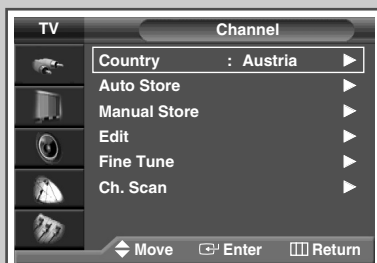 TV Channel
Country : Austria
Auto Store
Manual Store
Edit
Fine Tune
Ch. Scan
Move Enter Return